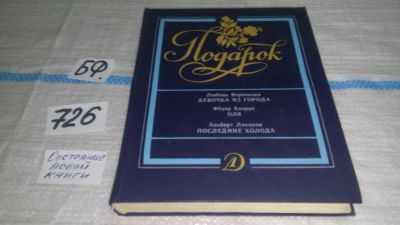 БФ
726
Состояние
новой
книги
Подарок
Любовь Воронкова
ДЕВОЧКА ИЗ ГОРОДА
Фёдор Кнорре
ОЛЯ
Альберт Лиханов
ПОСЛЕДНИЕ ХОЛОДА
Д